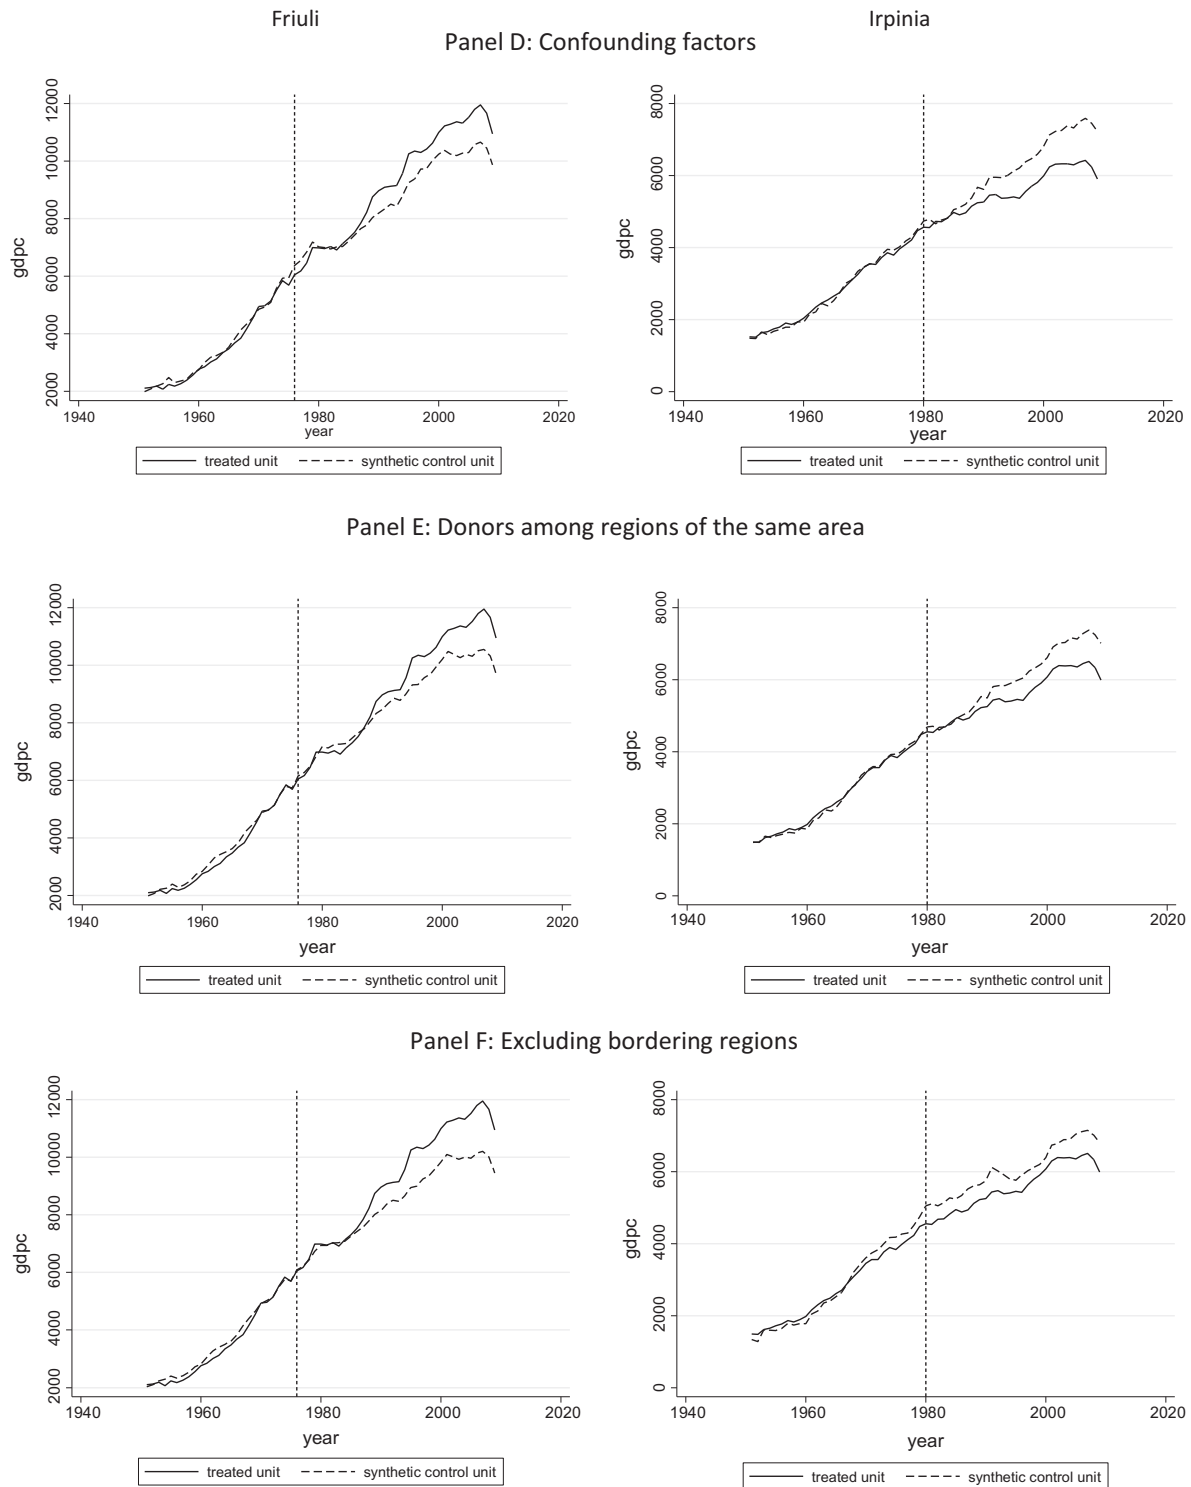 Friuli
Irpinia
Panel D: Confounding factors
gdpc
2000 4000 6000 8000 10000 12000
1940 1960 1980 2000 2020
year
treated unit synthetic control unit
gdpc
0 2000 4000 6000 8000
1940 1960 1980 2000 2020
year
treated unit synthetic control unit
Panel E: Donors among regions of the same area
gdpc
2000 4000 6000 8000 10000 12000
1940 1960 1980 2000 2020
year
treated unit synthetic control unit
gdpc
0 2000 4000 6000 8000
1940 1960 1980 2000 2020
year
treated unit synthetic control unit
Panel F: Excluding bordering regions
gdpc
2000 4000 6000 8000 10000 12000
1940 1960 1980 2000 2020
year
treated unit synthetic control unit
gdpc
0 2000 4000 6000 8000
1940 1960 1980 2000 2020
year
treated unit synthetic control unit